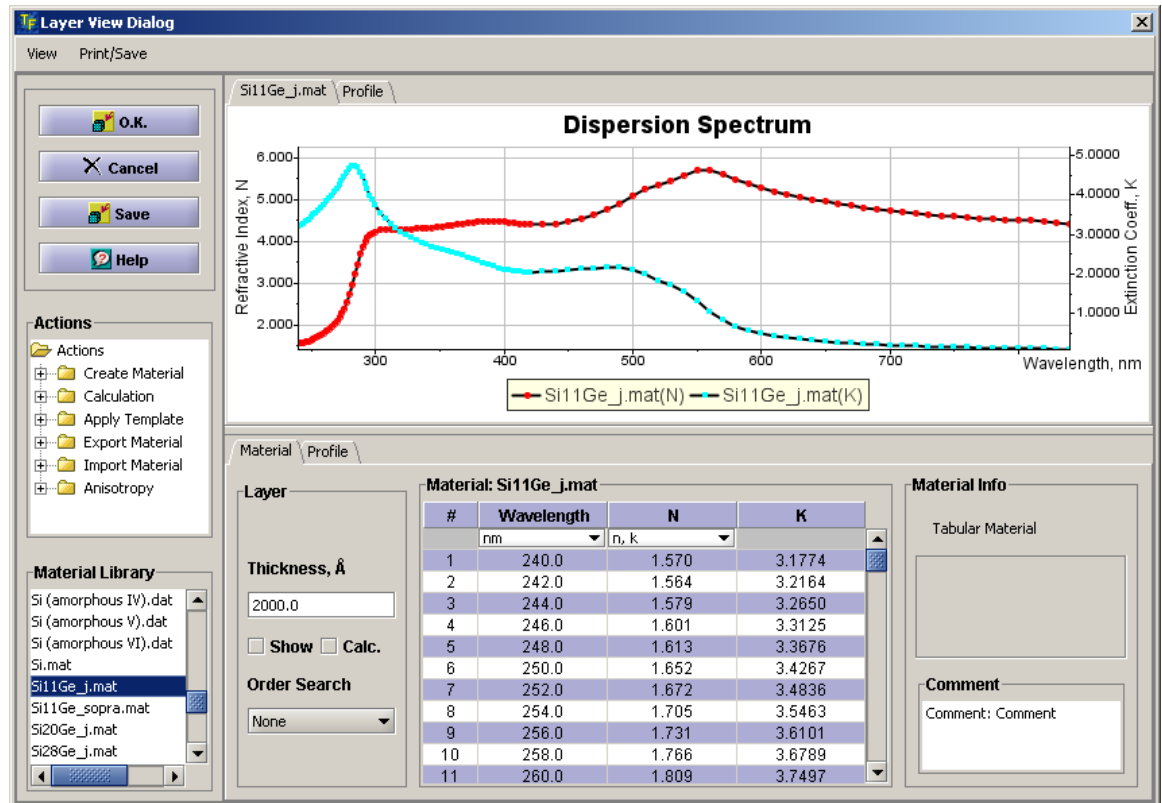 TF Layer View Dialog
View Print/Save
O.K.
Cancel
Save
? Help
Actions
Actions
Create Material
Calculation
Apply Template
Export Material
Import Material
Anisotropy
Material Library
Si (amorphous IV).dat
Si (amorphous V).dat
Si (amorphous VI).dat
Si.mat
Si11Ge_j.mat
Si11Ge_sopra.mat
Si20Ge_j.mat
Si28Ge_j.mat
Si11Ge_j.mat Profile
Dispersion Spectrum
Refractive Index, N
6.000
5.000
4.000
3.000
2.000
5.0000
4.0000
3.0000
2.0000
1.0000
Extinction Coeff., K
300 400 500 600 700 Wavelength, nm
Si11Ge_j.mat(N) Si11Ge_j.mat(K)
Material Profile
Layer
Thickness, Å
2000.0
Show Calc.
Order Search
None
Material: Si11Ge_j.mat
# Wavelength N K
nm n, k
1 240.0 1.570 3.1774
2 242.0 1.564 3.2164
3 244.0 1.579 3.2650
4 246.0 1.601 3.3125
5 248.0 1.613 3.3676
6 250.0 1.652 3.4267
7 252.0 1.672 3.4836
8 254.0 1.705 3.5463
9 256.0 1.731 3.6101
10 258.0 1.766 3.6789
11 260.0 1.809 3.7497
Material Info
Tabular Material
Comment
Comment: Comment